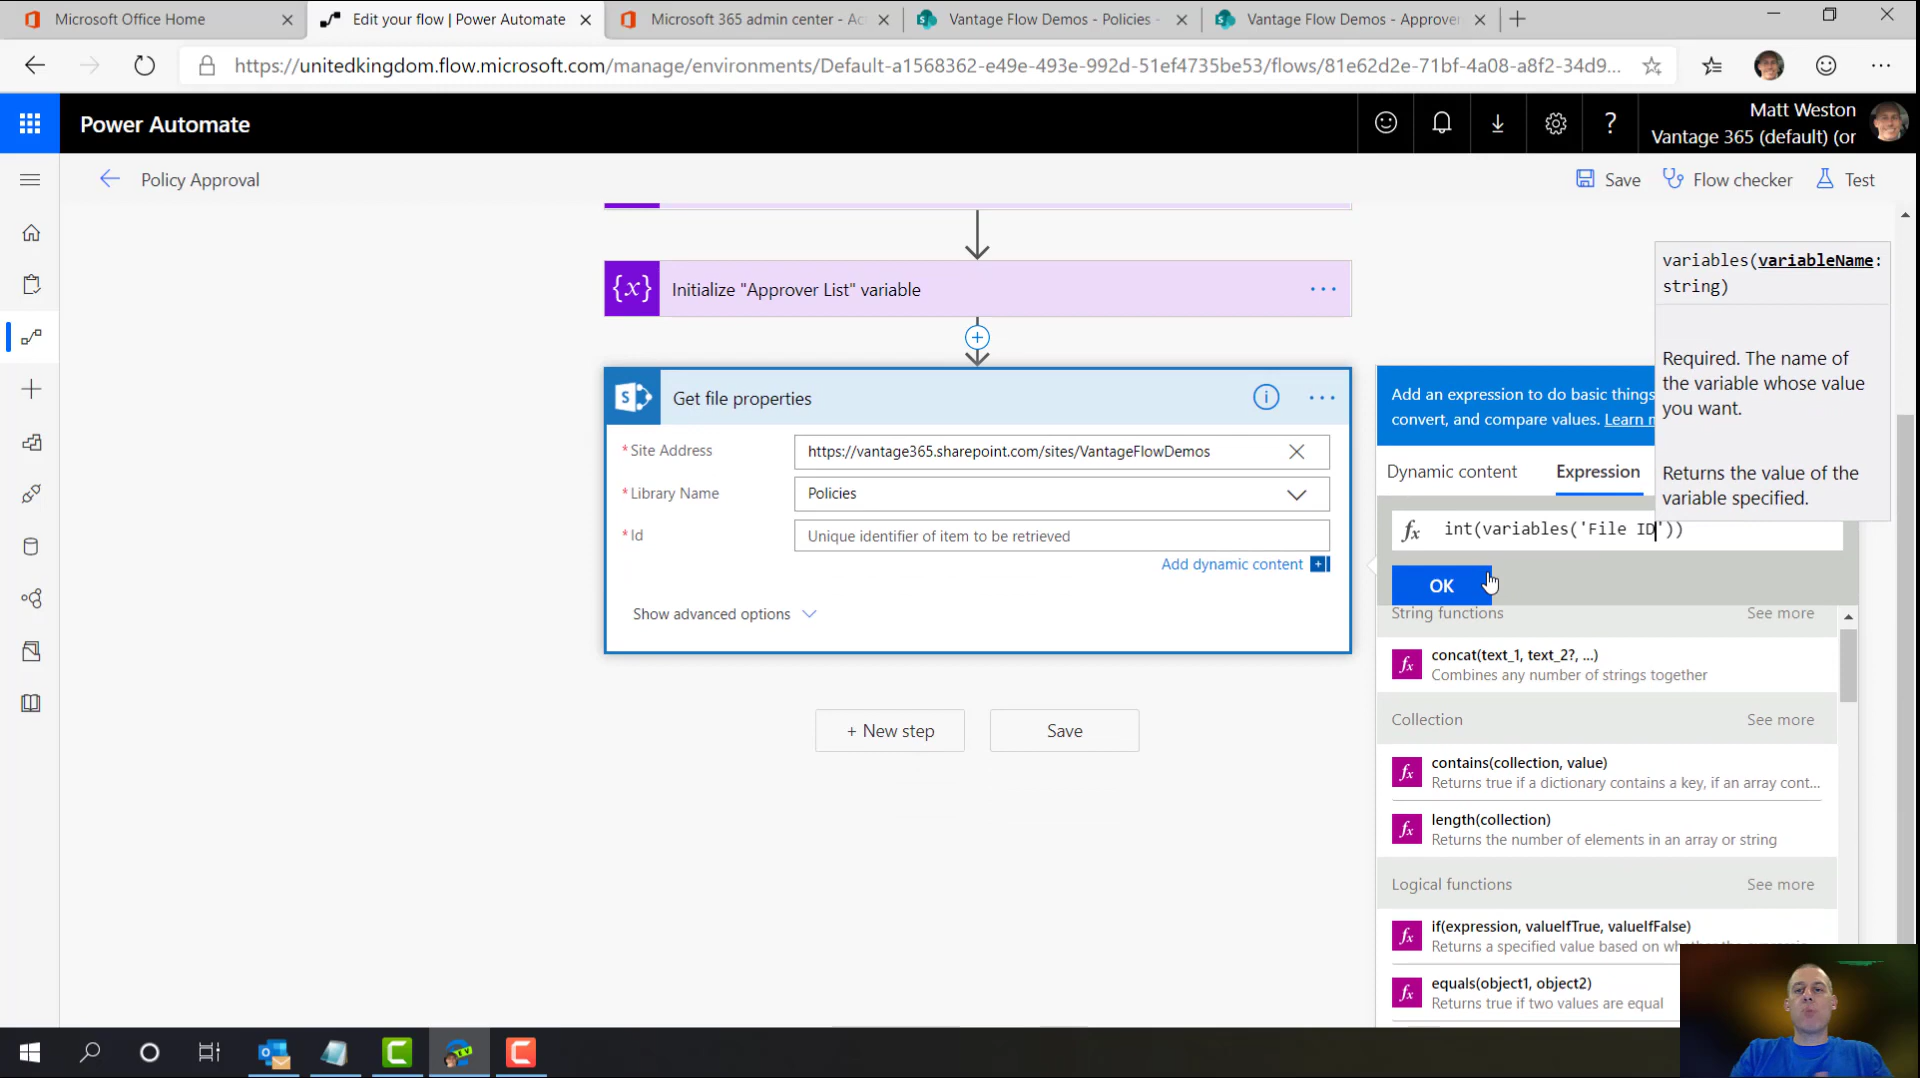 Microsoft Office Home
Edit your flow | Power Automate
Microsoft 365 admin center - Ac
Vantage Flow Demos - Policies -
Vantage Flow Demos - Approver
https://unitedkingdom.flow.microsoft.com/manage/environments/Default-a1568362-e49e-493e-992d-51ef4735be53/flows/81e62d2e-71bf-4a08-a8f2-34d9...
Power Automate
?
Matt Weston
Vantage 365 (default) (or
Policy Approval
Save
Flow checker
Test
{x}
Initialize "Approver List" variable
Get file properties
* Site Address
https://vantage365.sharepoint.com/sites/VantageFlowDemos
* Library Name
Policies
* Id
Unique identifier of item to be retrieved
Add dynamic content
Show advanced options
+ New step
Save
variables(variableName:
string)
Required. The name of
the variable whose value
you want.
Returns the value of the
variable specified.
Add an expression to do basic things
convert, and compare values. Learn
Dynamic content
Expression
fx
int(variables('File ID'))
OK
String functions
See more
fx
concat(text_1, text_2?, ...)
Combines any number of strings together
Collection
See more
fx
contains(collection, value)
Returns true if a dictionary contains a key, if an array cont...
fx
length(collection)
Returns the number of elements in an array or string
Logical functions
See more
fx
if(expression, valueIfTrue, valueIfFalse)
Returns a specified value based on
fx
equals(object1, object2)
Returns true if two values are equal